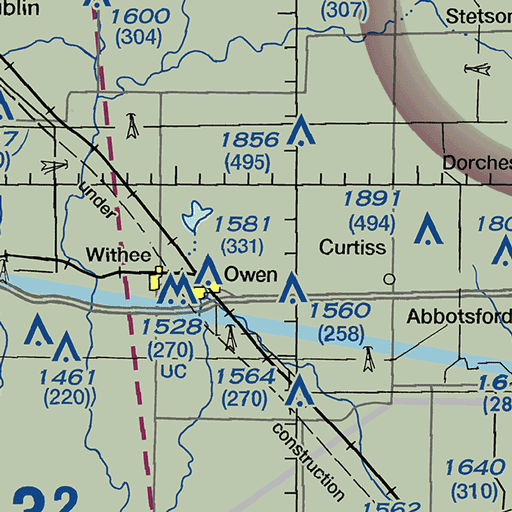 1600
(304)
(307)
Stetson
1856
(495)
Dorches
under
1891
(494)
1581
(331)
Curtiss
Withee
Owen
1560
(258)
Abbotsford
1528
(270)
UC
1461
(220))
1564
(270)
construction
1640
(310)
32
1562